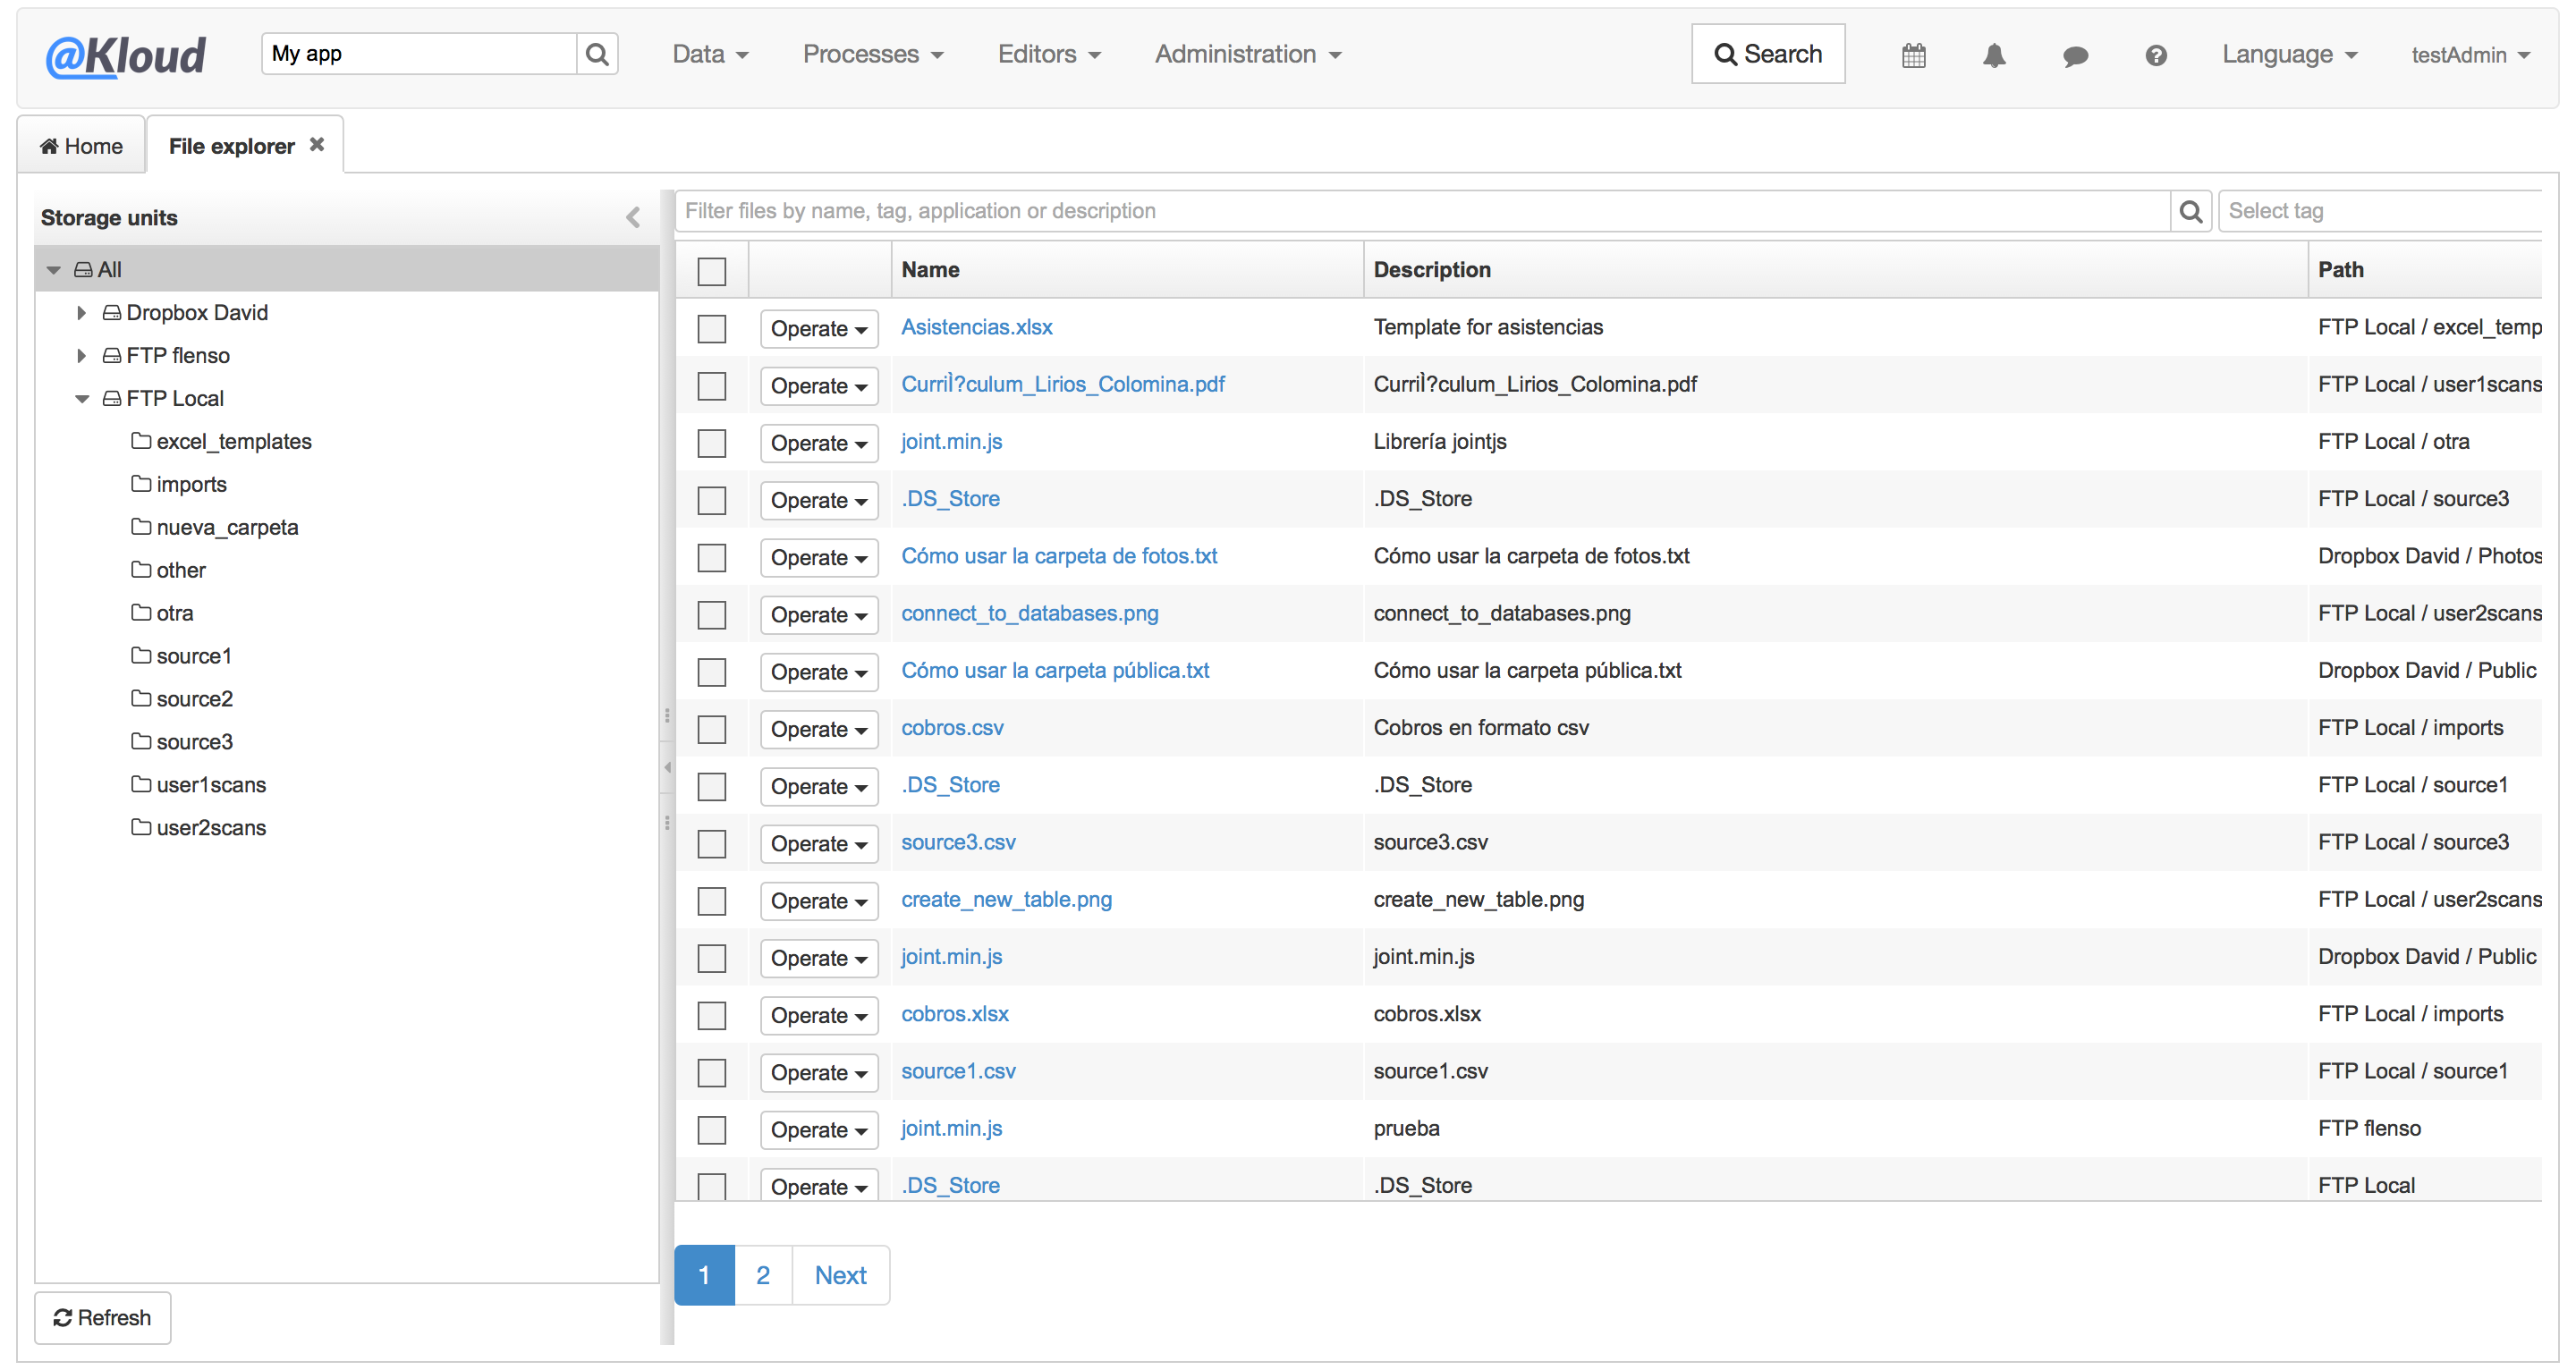 @Kloud My app Data Processes Editors Administration Search Language testAdmin
Home File explorer
Storage units
All
Dropbox David
FTP flenso
FTP Local
excel_templates
imports
nueva_carpeta
other
otra
source1
source2
source3
user1scans
user2scans
Refresh
Filter files by name, tag, application or description Select tag
Name Description Path
Operate Asistencias.xlsx Template for asistencias FTP Local / excel_temp
Operate CurriÌ?culum_Lirios_Colomina.pdf CurriÌ?culum_Lirios_Colomina.pdf FTP Local / user1scans
Operate joint.min.js Librería jointjs FTP Local / otra
Operate .DS_Store .DS_Store FTP Local / source3
Operate Cómo usar la carpeta de fotos.txt Cómo usar la carpeta de fotos.txt Dropbox David / Photos
Operate connect_to_databases.png connect_to_databases.png FTP Local / user2scans
Operate Cómo usar la carpeta pública.txt Cómo usar la carpeta pública.txt Dropbox David / Public
Operate cobros.csv Cobros en formato csv FTP Local / imports
Operate .DS_Store .DS_Store FTP Local / source1
Operate source3.csv source3.csv FTP Local / source3
Operate create_new_table.png create_new_table.png FTP Local / user2scans
Operate joint.min.js joint.min.js Dropbox David / Public
Operate cobros.xlsx cobros.xlsx FTP Local / imports
Operate source1.csv source1.csv FTP Local / source1
Operate joint.min.js prueba FTP flenso
Operate .DS_Store .DS_Store FTP Local
1 2 Next